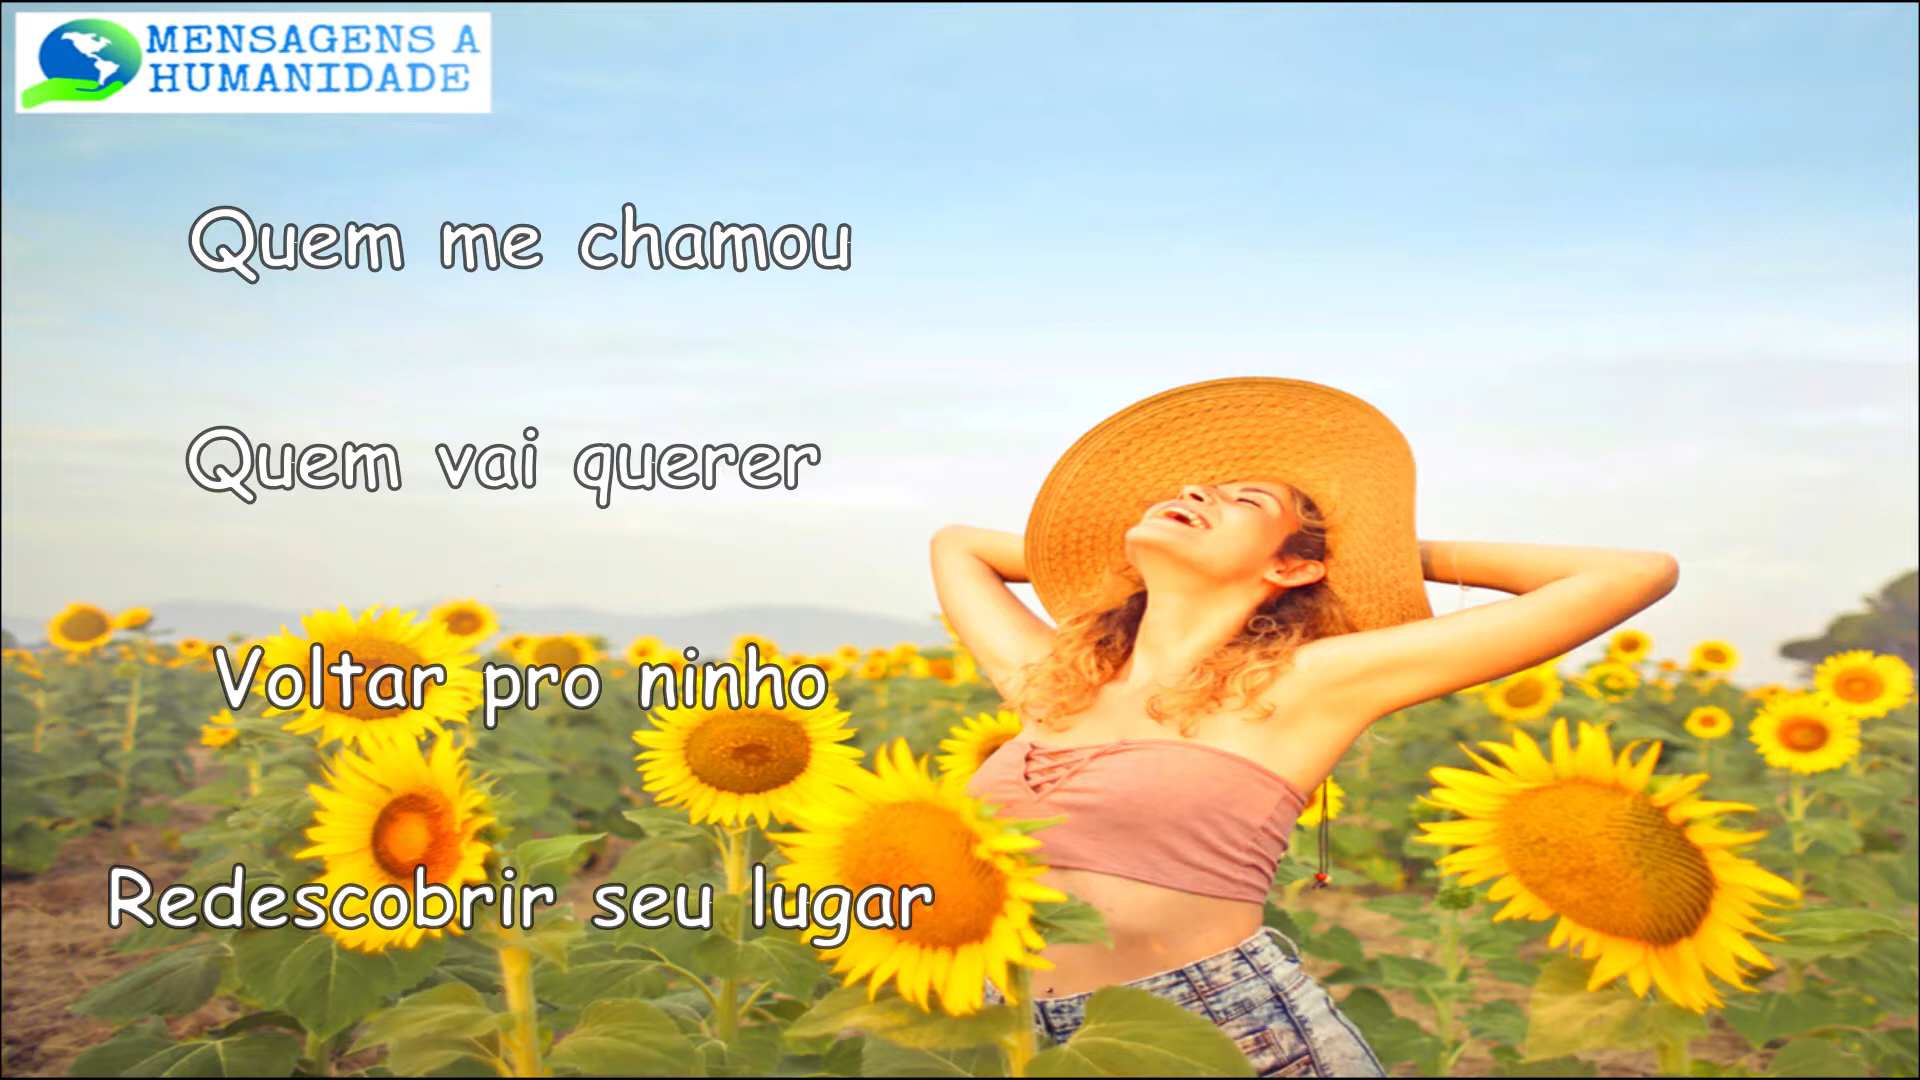 MENSAGENS A
HUMANIDADE
Quem me chamou
Quem vai querer
Voltar pro ninho
Redescobrir seu lugar